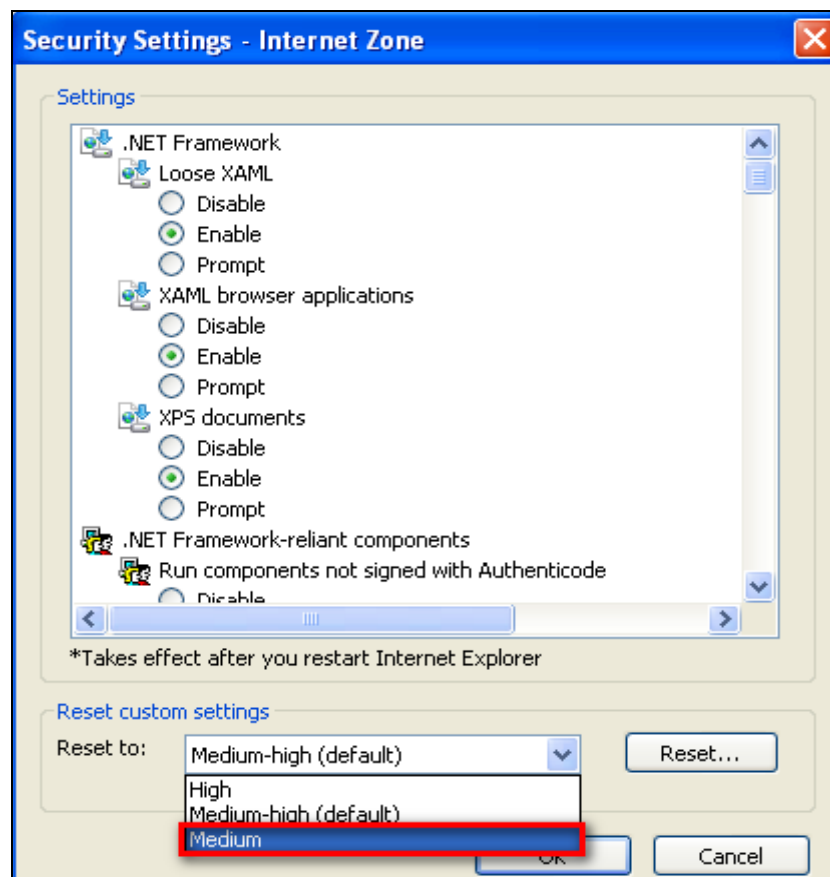 Security Settings - Internet Zone
Settings
.NET Framework
Loose XAML
Disable
Enable
Prompt
XAML browser applications
Disable
Enable
Prompt
XPS documents
Disable
Enable
Prompt
.NET Framework-reliant components
Run components not signed with Authenticode
Disable
*Takes effect after you restart Internet Explorer
Reset custom settings
Reset to: Medium-high (default) Reset...
High
Medium-high (default)
Medium
OK Cancel